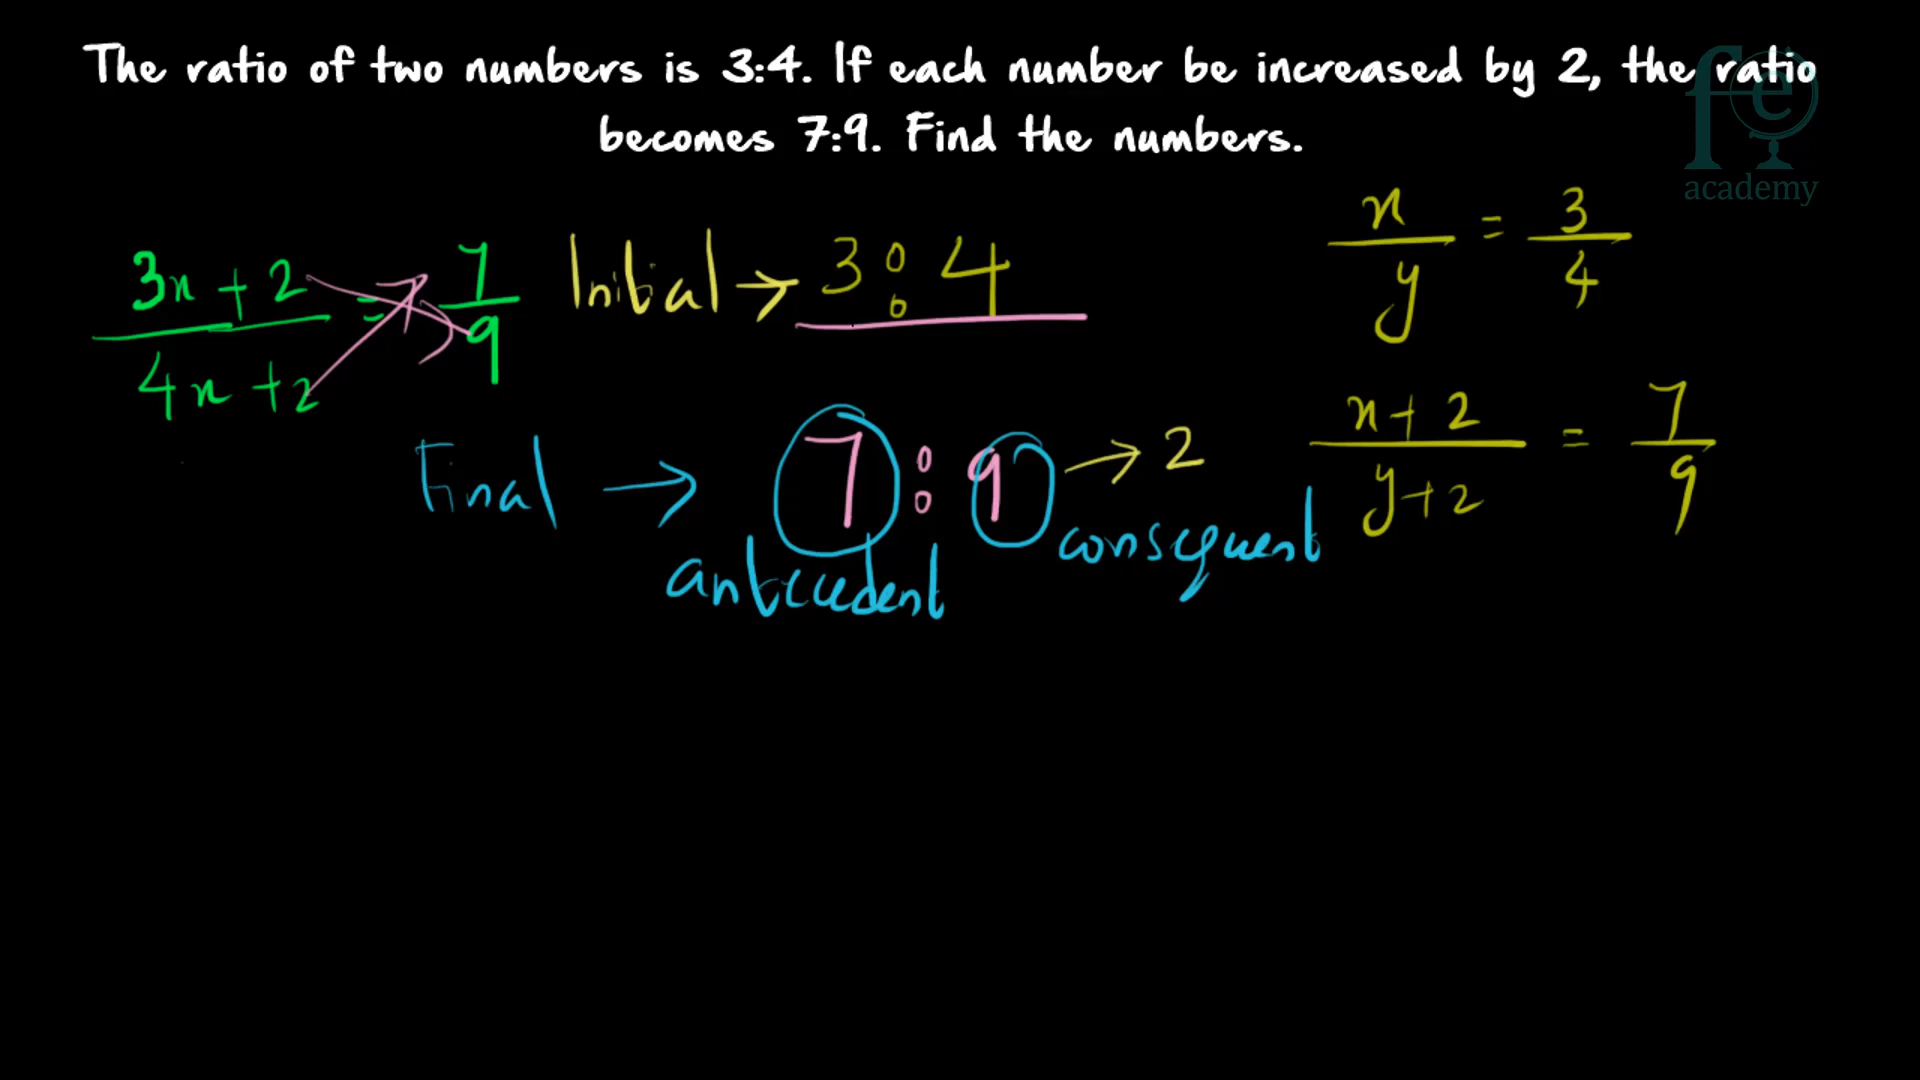 The ratio of two numbers is 3:4. If each number be increased by 2, the ratio
becomes 7:9. Find the numbers.
fe
academy
3x + 2 / 4x + 2 = 7 / 9
Initial → 3 : 4
x / y = 3 / 4
Final → 7 : 9 → 2
antecedent
consequent
x + 2 / y + 2 = 7 / 9